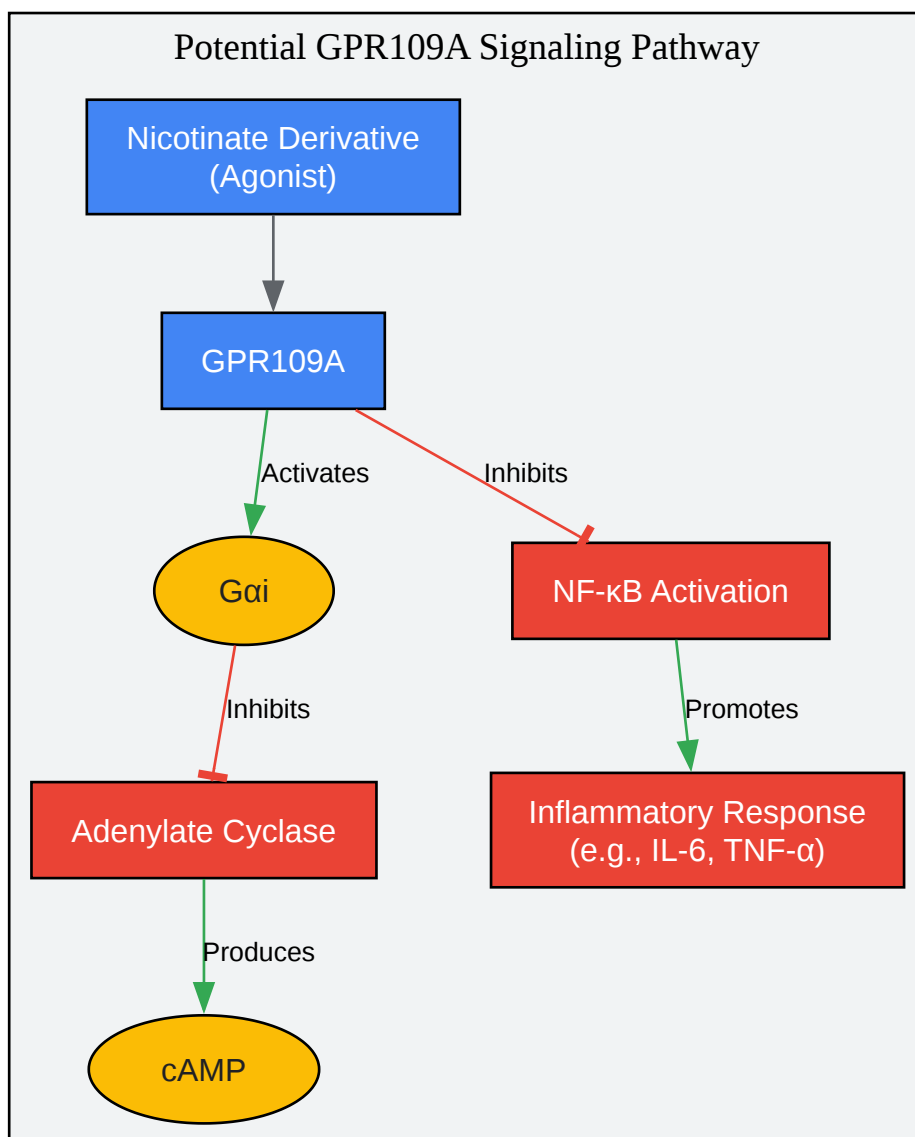 Potential GPR109A Signaling Pathway
Nicotinate Derivative
(Agonist)
GPR109A
Activates
Inhibits
Gαi
NF-κB Activation
Inhibits
Promotes
Adenylate Cyclase
Inflammatory Response
(e.g., IL-6, TNF-α)
Produces
cAMP